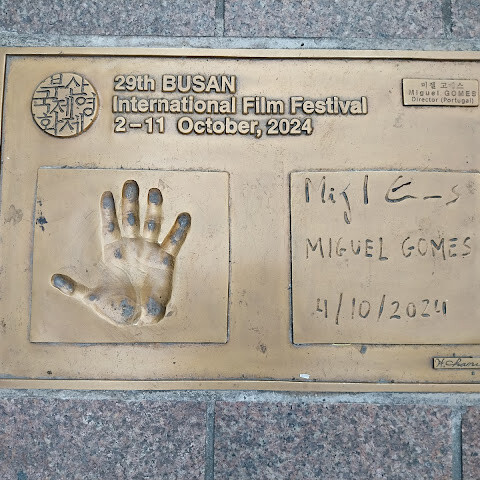 부산
국제영
화제
29th BUSAN
International Film Festival
2-11 October, 2024
미겔 고메스
Miguel GOMES
Director (Portugal)
MIGUEL GOMES
4/10/2024